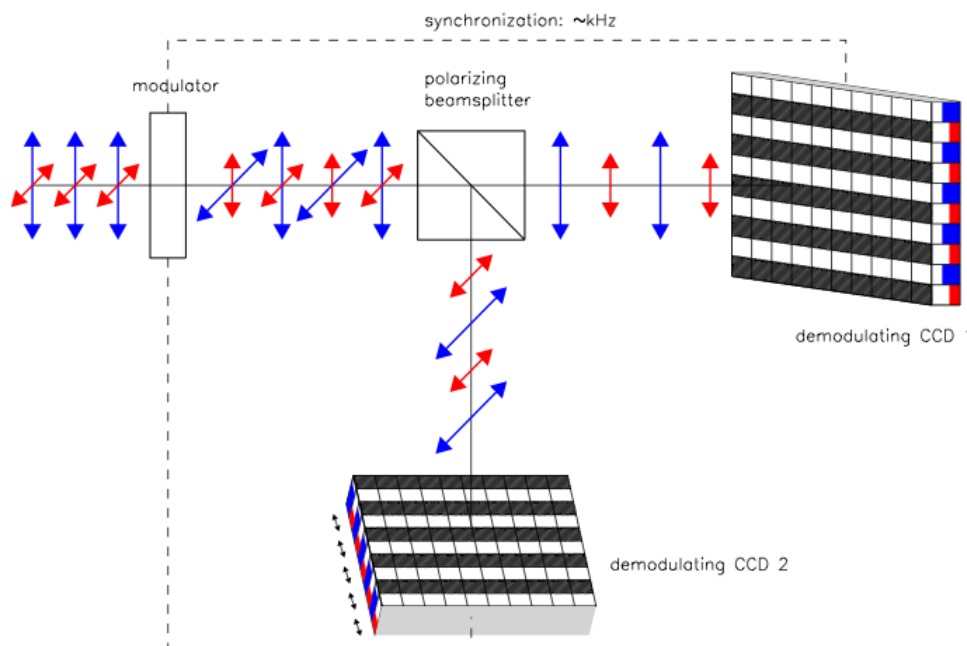 synchronization: ~kHz
modulator
polarizing
beamsplitter
demodulating CCD
demodulating CCD 2